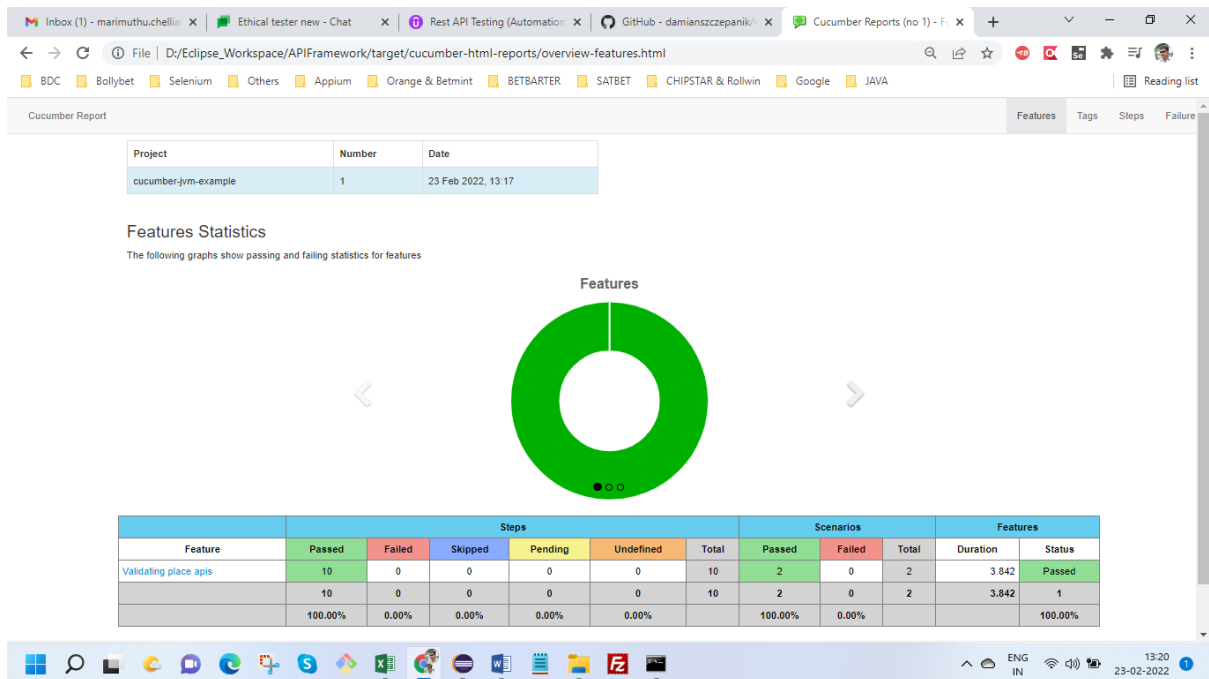 Inbox (1) - marimuthu.chellia
Ethical tester new - Chat
Rest API Testing (Automation
GitHub - damianszczepanik/
Cucumber Reports (no 1) - Fe
File | D:/Eclipse_Workspace/APIFramework/target/cucumber-html-reports/overview-features.html
BDC Bollybet Selenium Others Appium Orange & Betmint BETBARTER SATBET CHIPSTAR & Rollwin Google JAVA Reading list
Cucumber Report Features Tags Steps Failure
Project Number Date
cucumber-jvm-example 1 23 Feb 2022, 13:17
Features Statistics
The following graphs show passing and failing statistics for features
Features
Steps Scenarios Features
Feature Passed Failed Skipped Pending Undefined Total Passed Failed Total Duration Status
Validating place apis 10 0 0 0 0 10 2 0 2 3.842 Passed
10 0 0 0 0 10 2 0 2 3.842 1
100.00% 0.00% 0.00% 0.00% 0.00% 100.00% 0.00% 100.00%
ENG 13:20
IN 23-02-2022 1